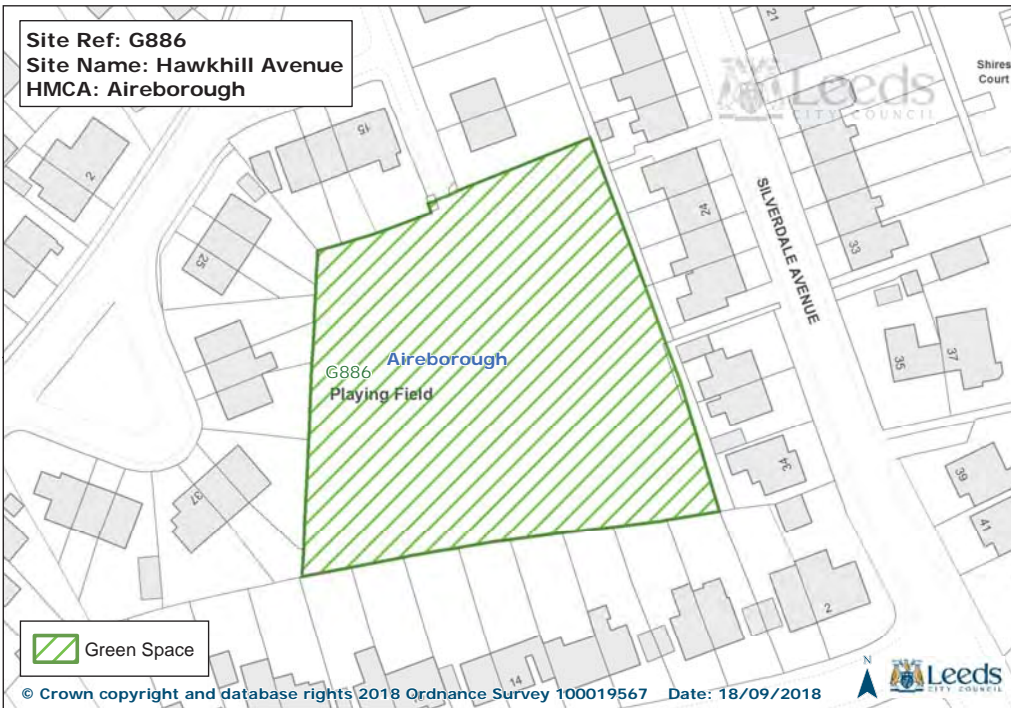 Site Ref: G886
Site Name: Hawkhill Avenue
HMCA: Aireborough
Leeds
CITY COUNCIL
21
Shires
Court
15
2
24
SILVERDALE AVENUE
25
33
Aireborough
G886
Playing Field
35
37
34
39
37
41
2
14
Green Space
N
Leeds
CITY COUNCIL
© Crown copyright and database rights 2018 Ordnance Survey 100019567 Date: 18/09/2018